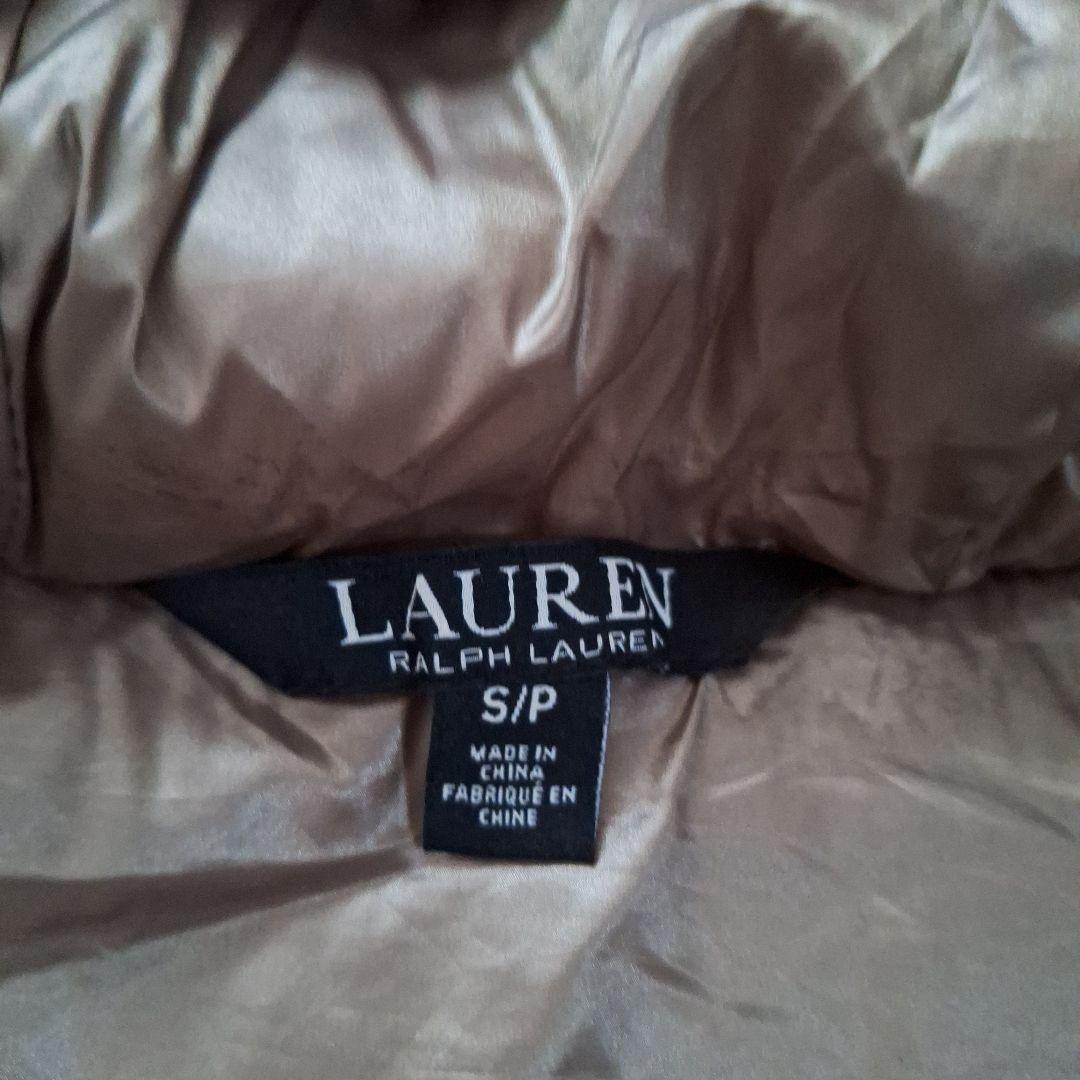 LAUREN
RALPH LAUREN
S/P
MADE IN
CHINA
FABRIQUÉ EN
CHINE